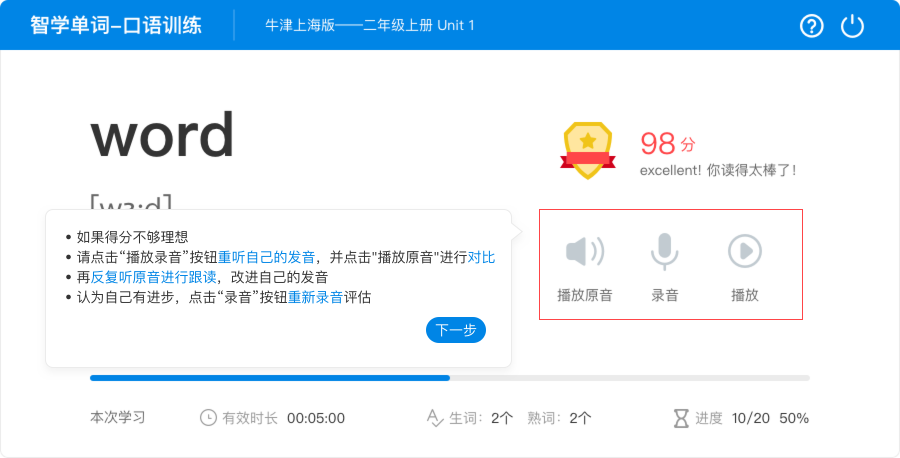 智学单词-口语训练
牛津上海版——二年级上册 Unit 1
word
98 分
excellent! 你读得太棒了!
[wɜːd]
• 如果得分不够理想
• 请点击“播放录音”按钮重听自己的发音，并点击"播放原音"进行对比
• 再反复听原音进行跟读，改进自己的发音
• 认为自己有进步，点击“录音”按钮重新录音评估
下一步
播放原音
录音
播放
本次学习
有效时长 00:05:00
生词：2个 熟词：2个
进度 10/20 50%